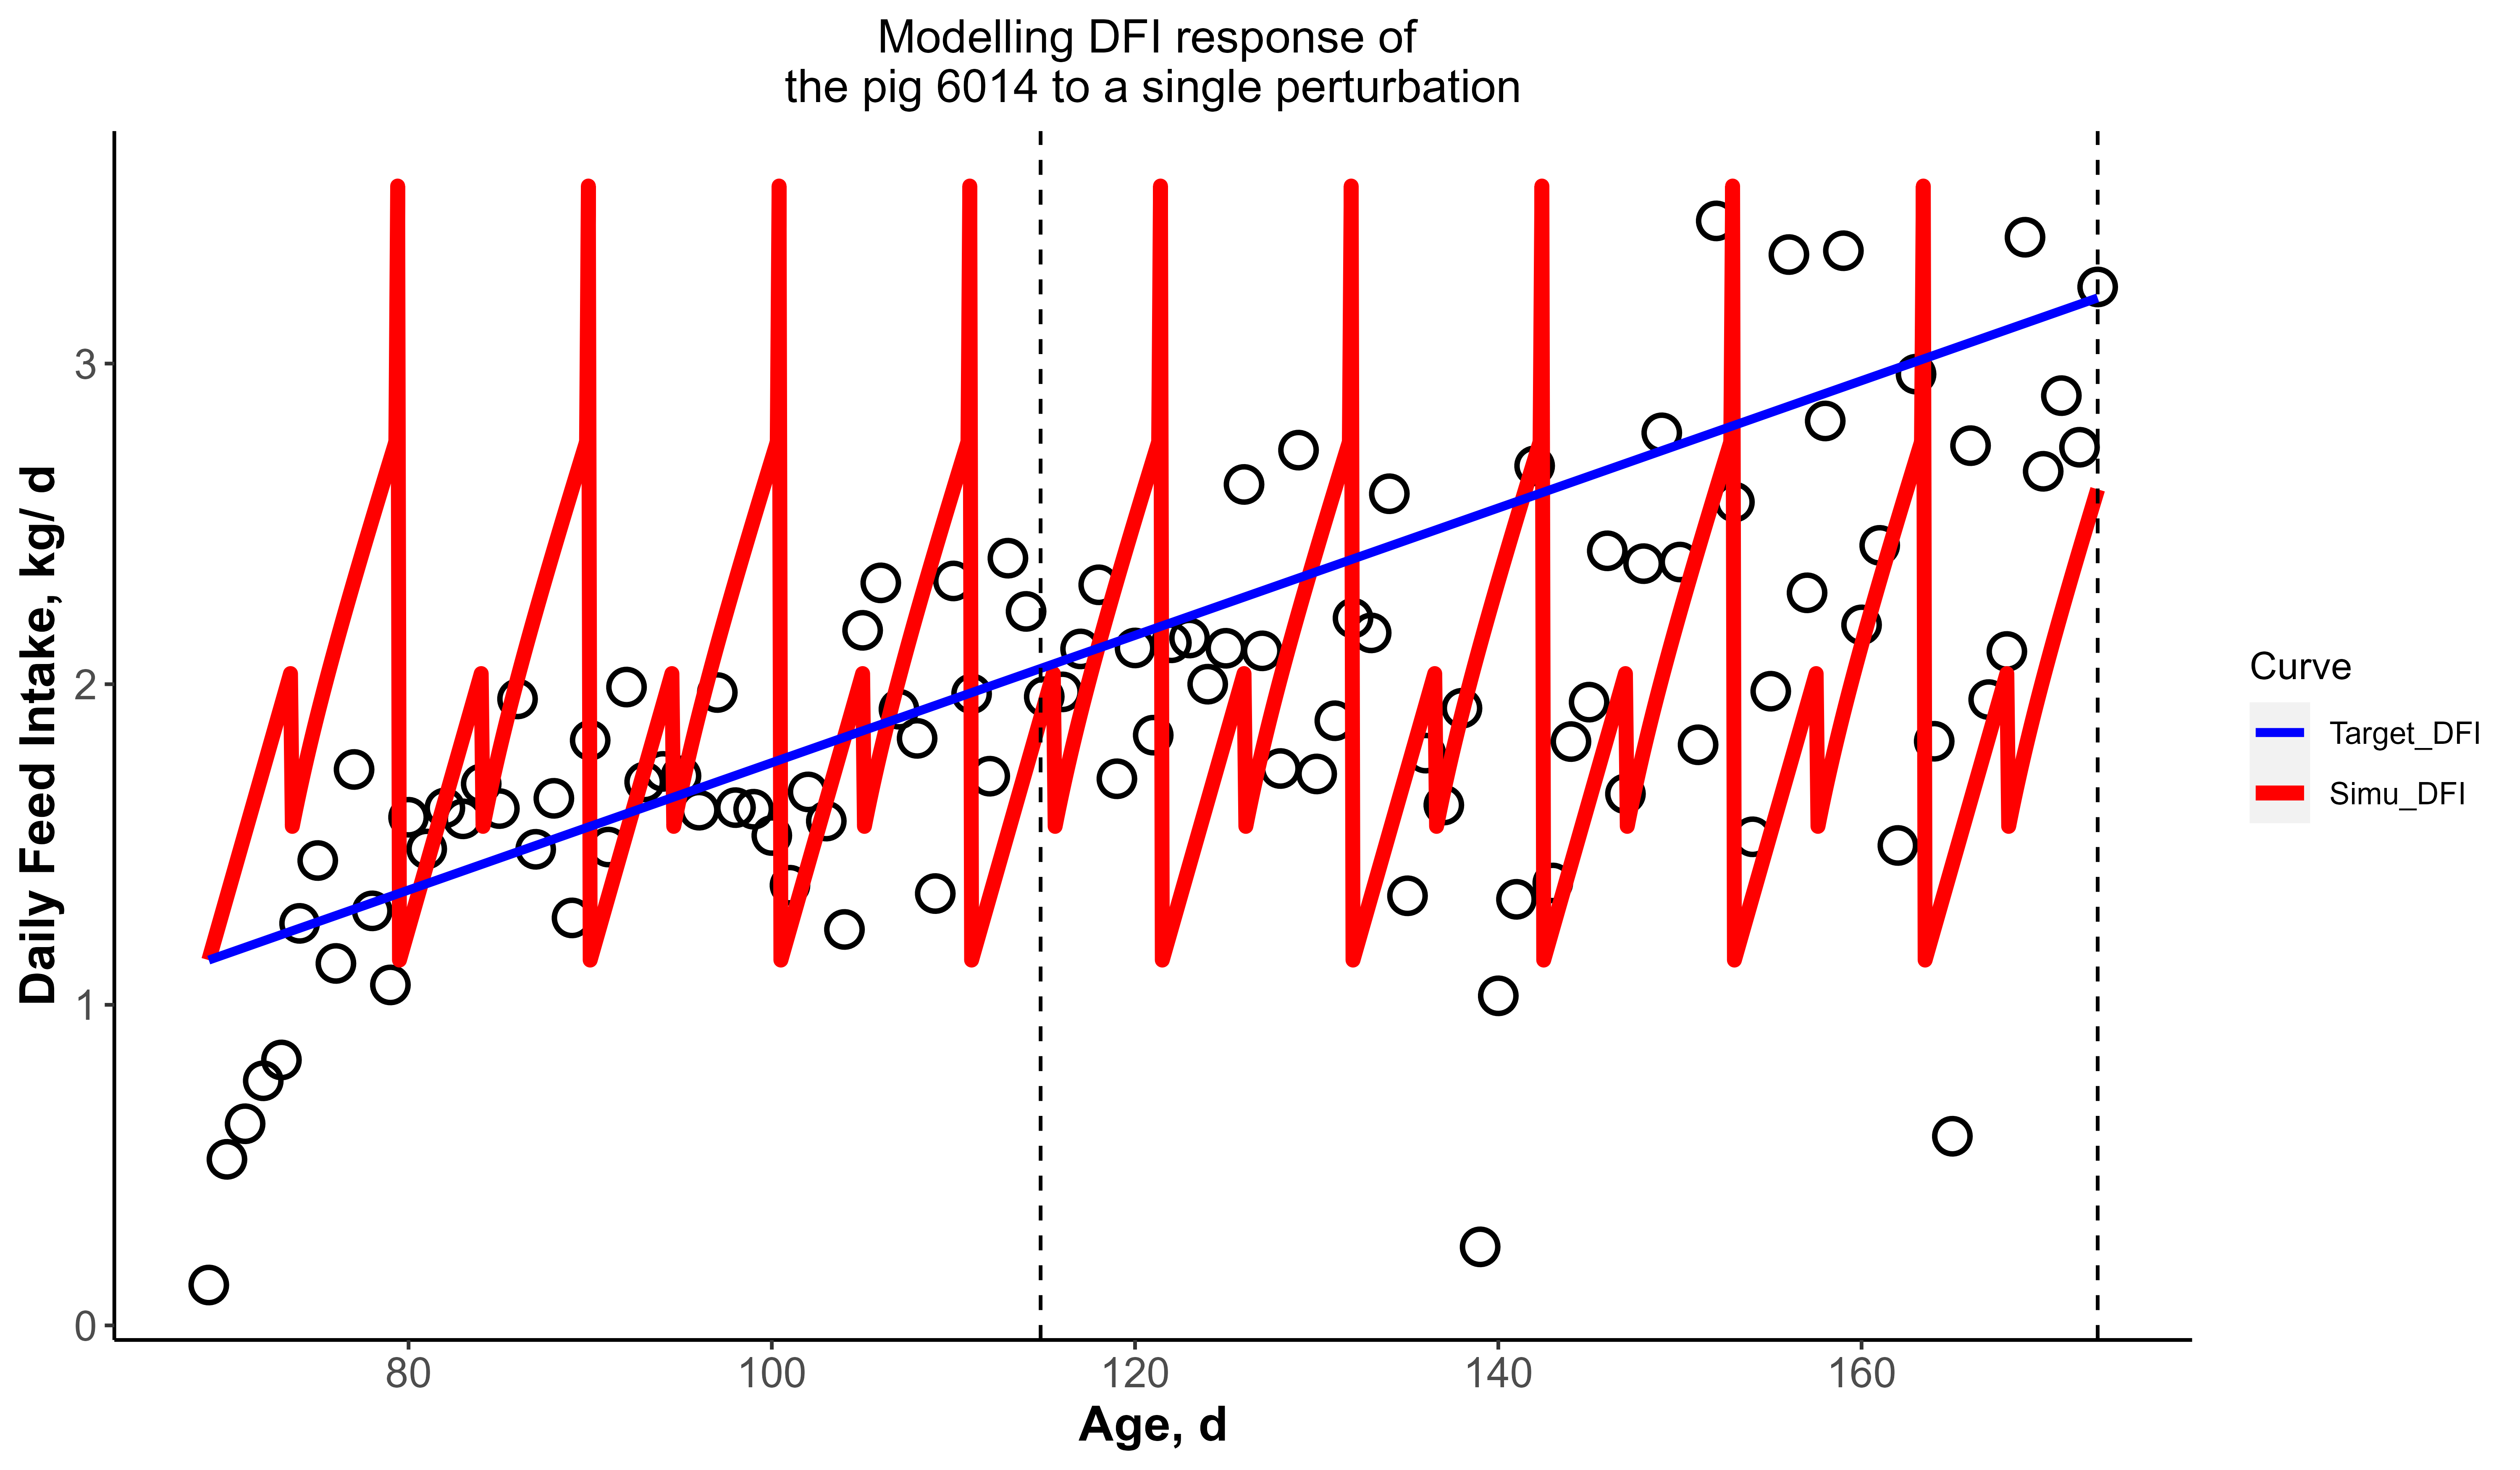 Modelling DFI response of
the pig 6014 to a single perturbation
Daily Feed Intake, kg/ d
3
2
1
0
80
100
120
140
160
Age, d
Curve
Target_DFI
Simu_DFI